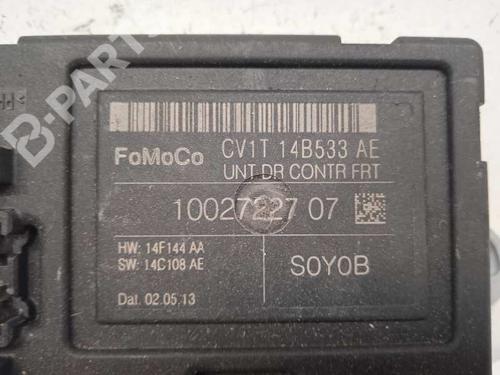 B-PARTS
FoMoCo CV1T 14B533 AE
UNT DR CONTR FRT
10027227 07
HW: 14F144 AA
SW: 14C108 AE
S0Y0B
Dat. 02.05.13